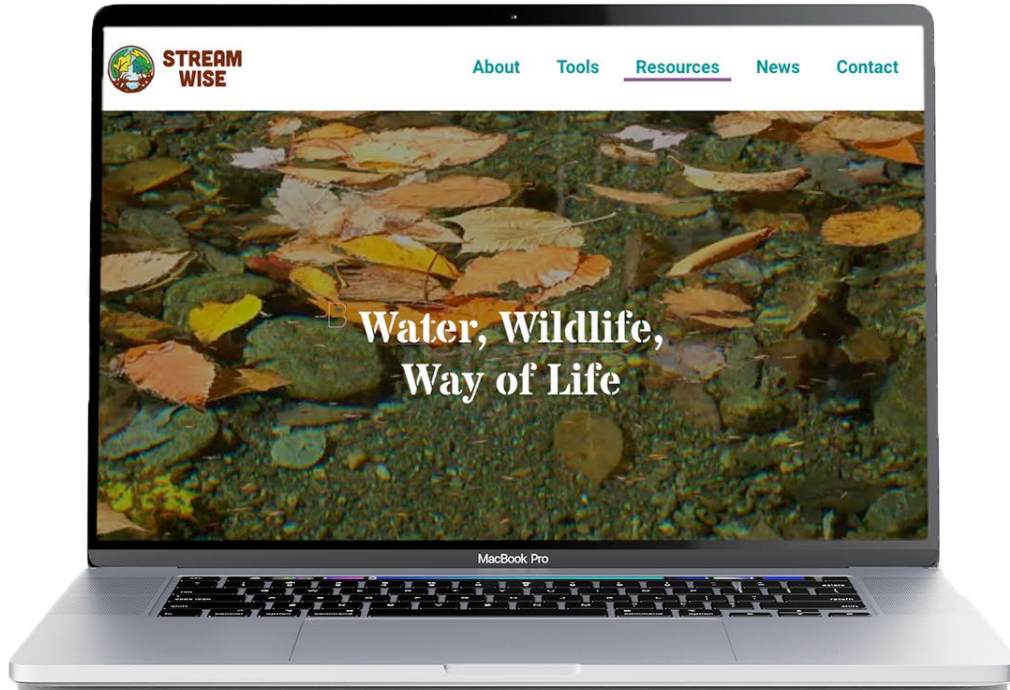 STREAM
WISE
About Tools Resources News Contact
B
Water, Wildlife,
Way of Life
MacBook Pro